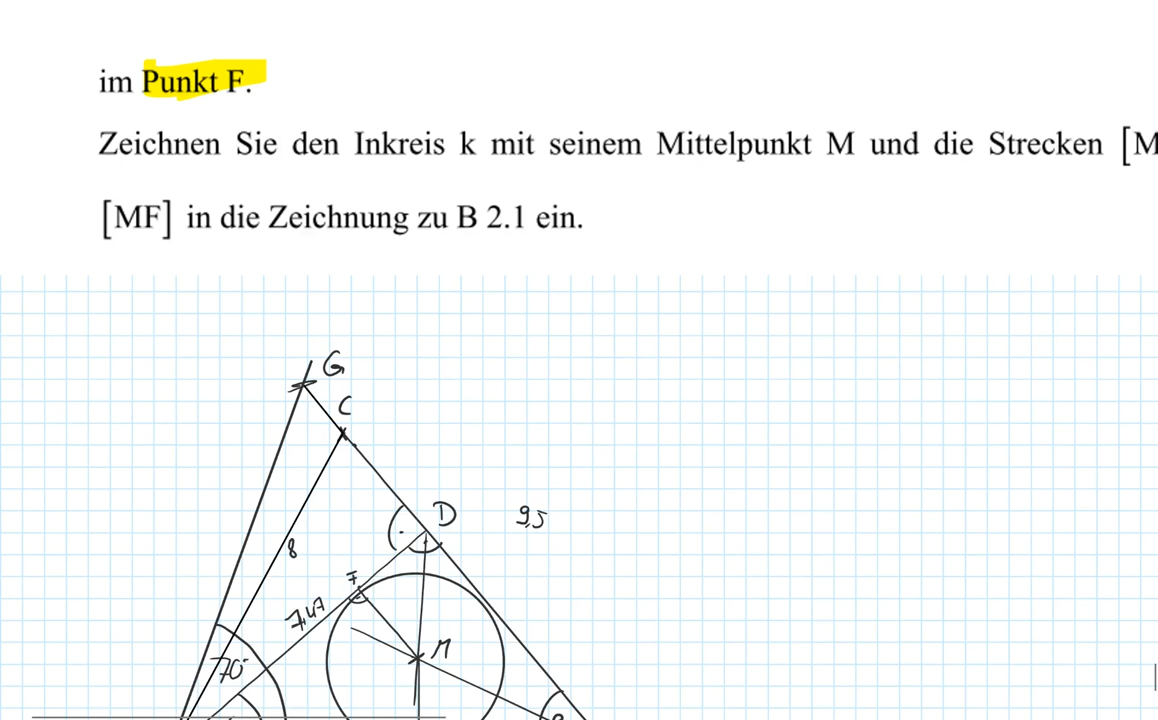 im Punkt F.
Zeichnen Sie den Inkreis k mit seinem Mittelpunkt M und die Strecken [M
[MF] in die Zeichnung zu B 2.1 ein.
G
C
D
9,5
8
F
7,47
M
70°